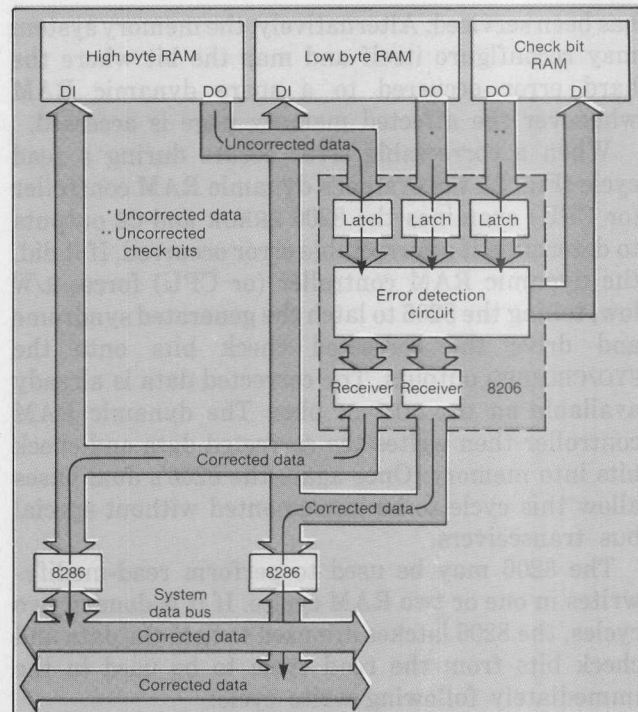 High byte RAM
Low byte RAM
Check bit
RAM
DI
DO
DI
DO
DO
DI
Uncorrected data
· Uncorrected data
·· Uncorrected
check bits
Latch
Latch
Latch
Error detection
circuit
Receiver
Receiver
8206
Corrected data
Corrected data
8286
8286
System
data bus
Corrected data
Corrected data